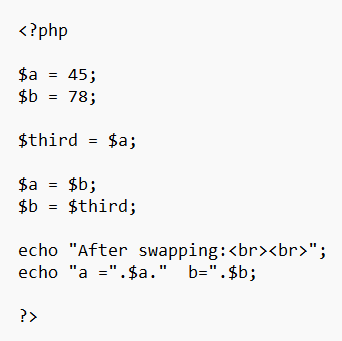 <?php
$a = 45;
$b = 78;
$third = $a;
$a = $b;
$b = $third;
echo "After swapping:<br><br>";
echo "a =".$a."  b=".$b;
?>